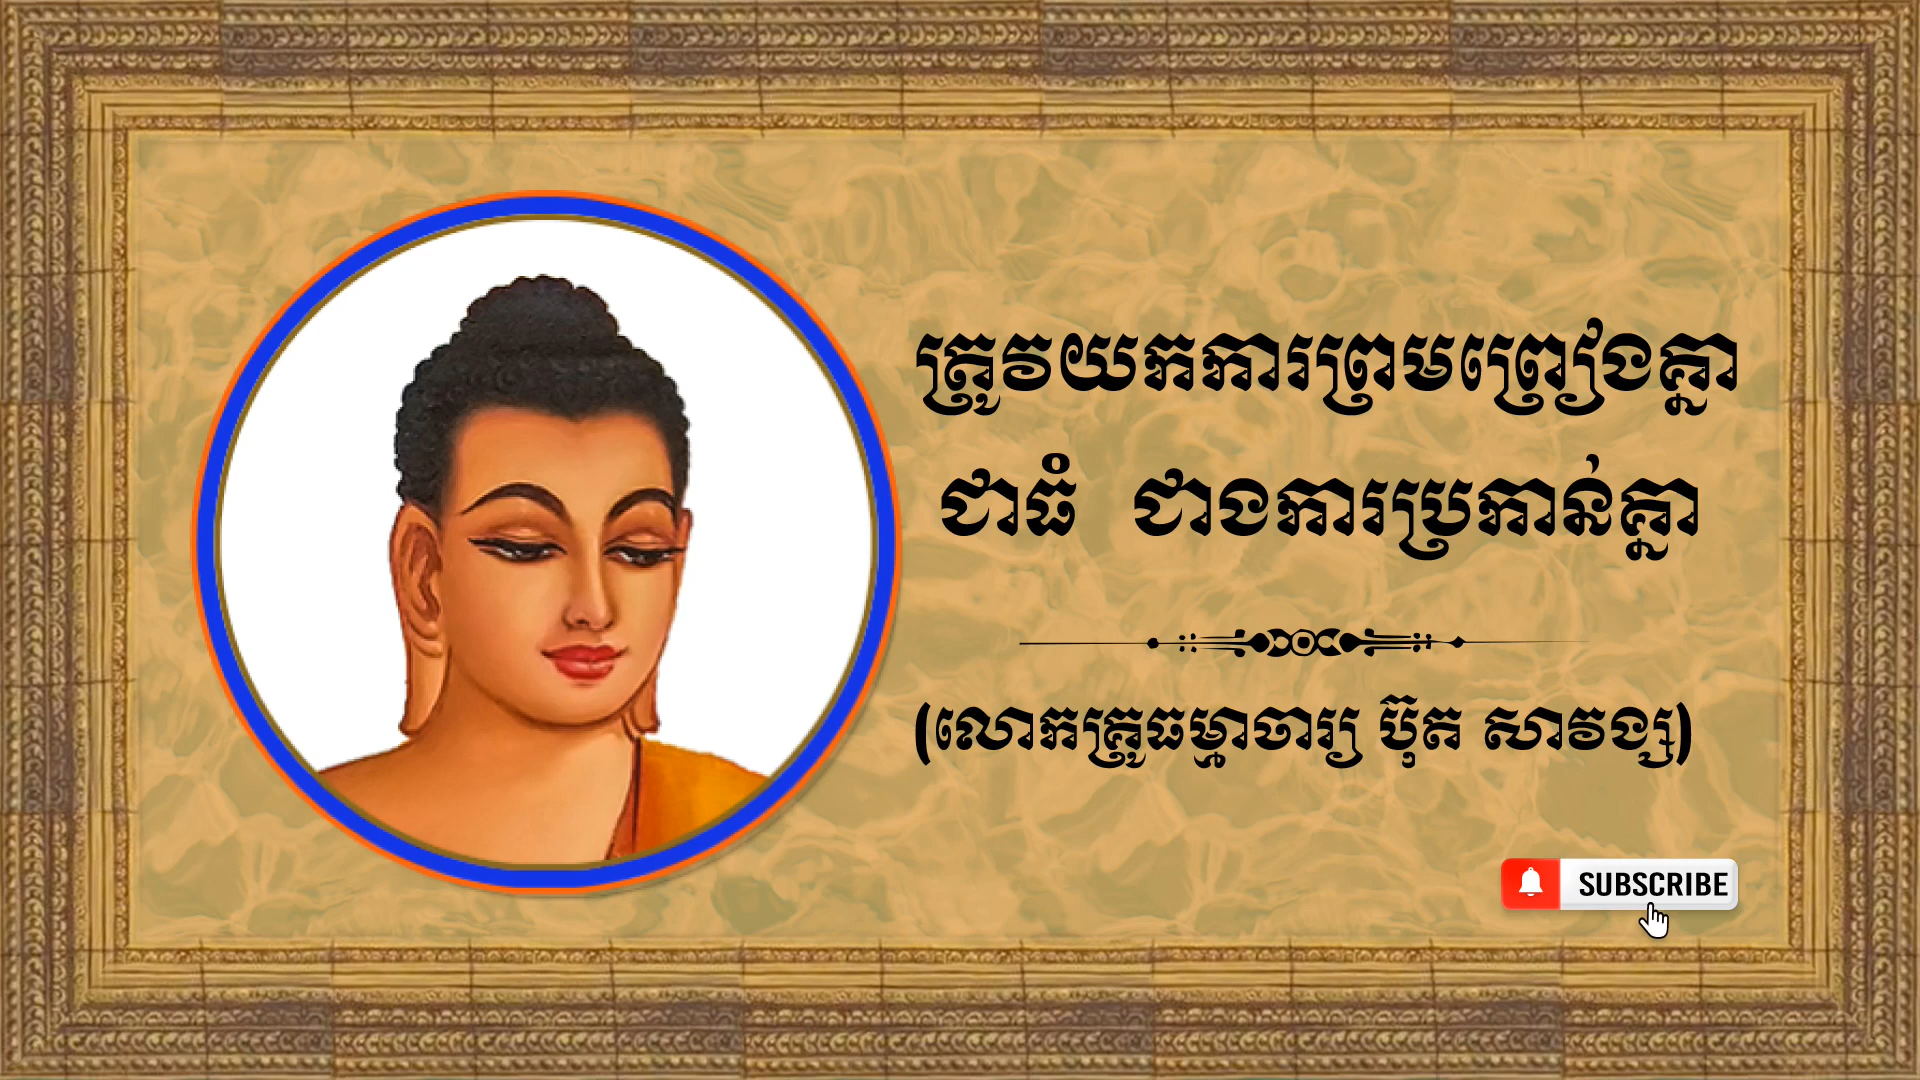 ត្រូវយកការព្រមព្រៀងគ្នា
ជាធំ ជាងការប្រកាន់គ្នា
(លោកគ្រូធម្មាចារ្យ ប៊ុត សាវង្ស)
SUBSCRIBE